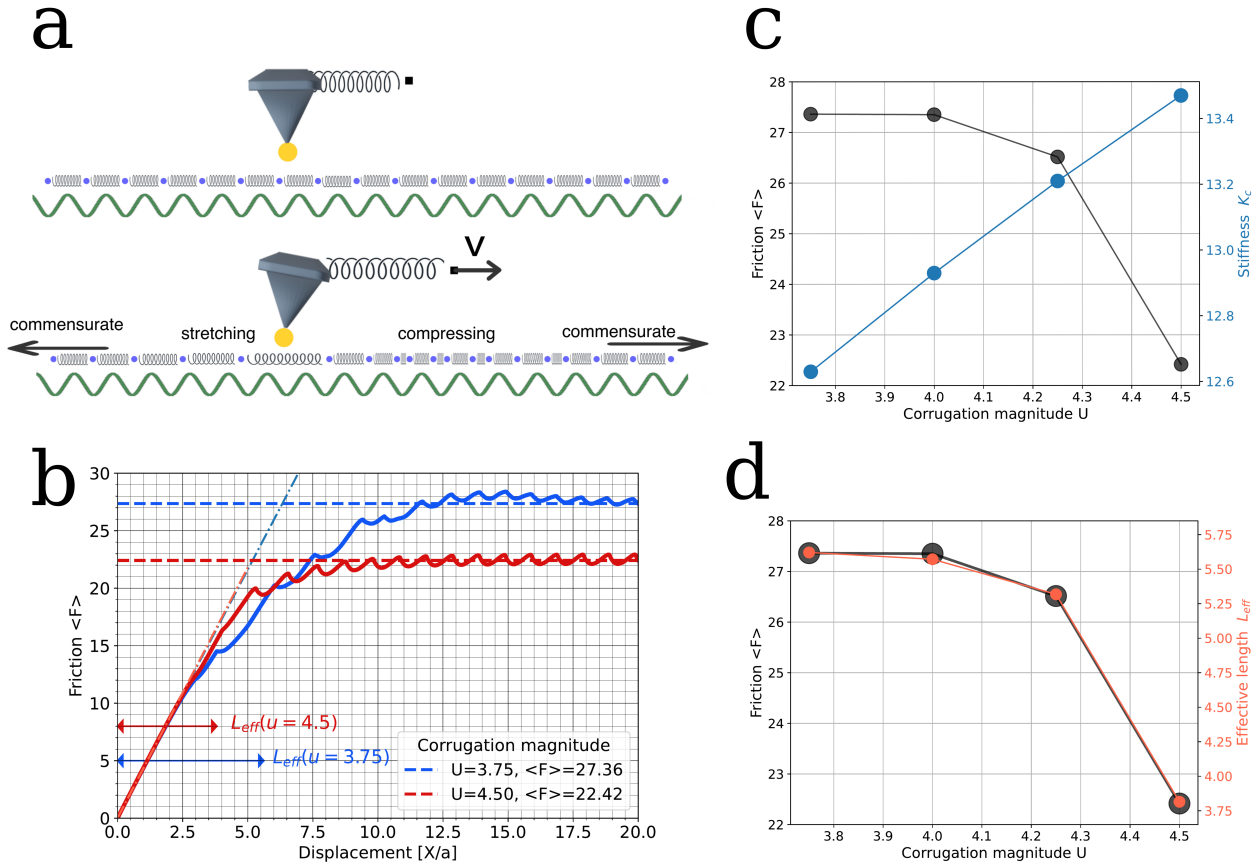 a
V
commensurate
stretching
compressing
commensurate
b
30
25
20
15
10
5
0
Friction <F>
0.0 2.5 5.0 7.5 10.0 12.5 15.0 17.5 20.0
Displacement [X/a]
L_eff(u = 4.5)
L_eff(u = 3.75)
Corrugation magnitude
U=3.75, <F>=27.36
U=4.50, <F>=22.42
c
28
27
26
25
24
23
22
Friction <F>
3.8 3.9 4.0 4.1 4.2 4.3 4.4 4.5
Corrugation magnitude U
13.4
13.2
13.0
12.8
12.6
Stiffness K_c
d
28
27
26
25
24
23
22
Friction <F>
3.8 3.9 4.0 4.1 4.2 4.3 4.4 4.5
Corrugation magnitude U
5.75
5.50
5.25
5.00
4.75
4.50
4.25
4.00
3.75
Effective length L_eff